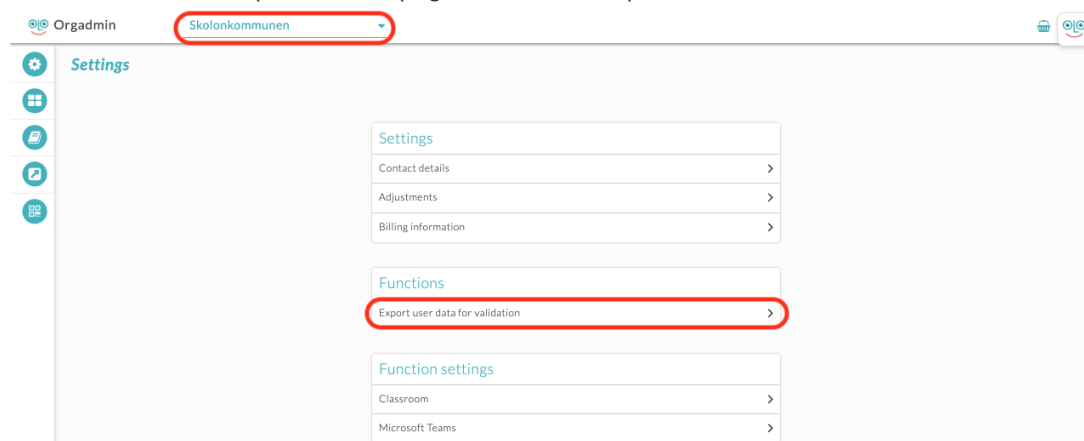 Orgadmin
Skolonkommunen
Settings
Settings
Contact details
Adjustments
Billing information
Functions
Export user data for validation
Function settings
Classroom
Microsoft Teams